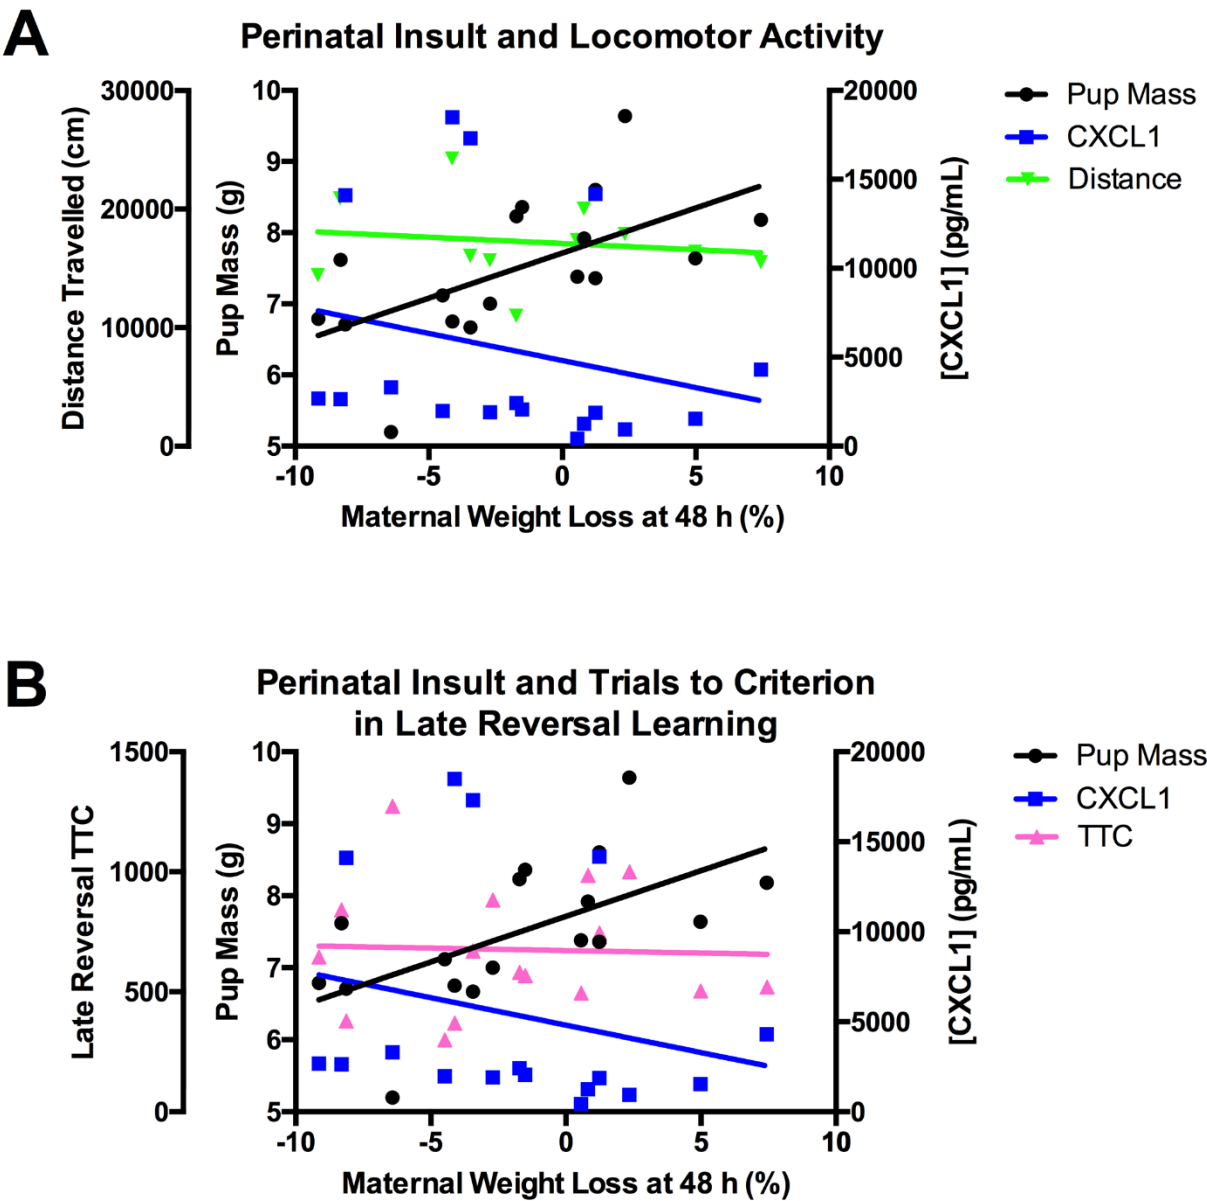 A
Perinatal Insult and Locomotor Activity
Distance Travelled (cm)
30000
20000
10000
0
Pup Mass (g)
10
9
8
7
6
5
20000
15000
10000
5000
0
[CXCL1] (pg/mL)
-10
-5
0
5
10
Maternal Weight Loss at 48 h (%)
Pup Mass
CXCL1
Distance
B
Perinatal Insult and Trials to Criterion
in Late Reversal Learning
Late Reversal TTC
1500
1000
500
0
Pup Mass (g)
10
9
8
7
6
5
20000
15000
10000
5000
0
[CXCL1] (pg/mL)
-10
-5
0
5
10
Maternal Weight Loss at 48 h (%)
Pup Mass
CXCL1
TTC